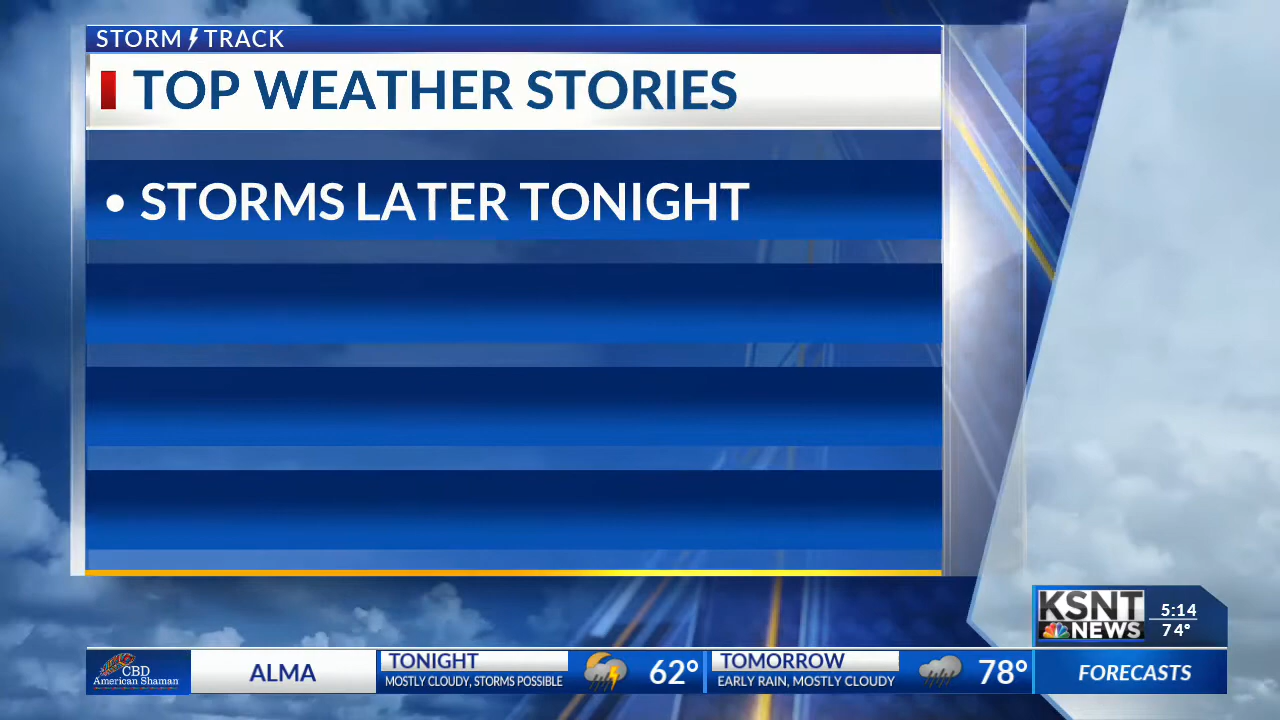 STORM TRACK
TOP WEATHER STORIES
• STORMS LATER TONIGHT
KSNT
NEWS
5:14
74°
CBD
American Shaman
ALMA
TONIGHT
MOSTLY CLOUDY, STORMS POSSIBLE
62°
TOMORROW
EARLY RAIN, MOSTLY CLOUDY
78°
FORECASTS